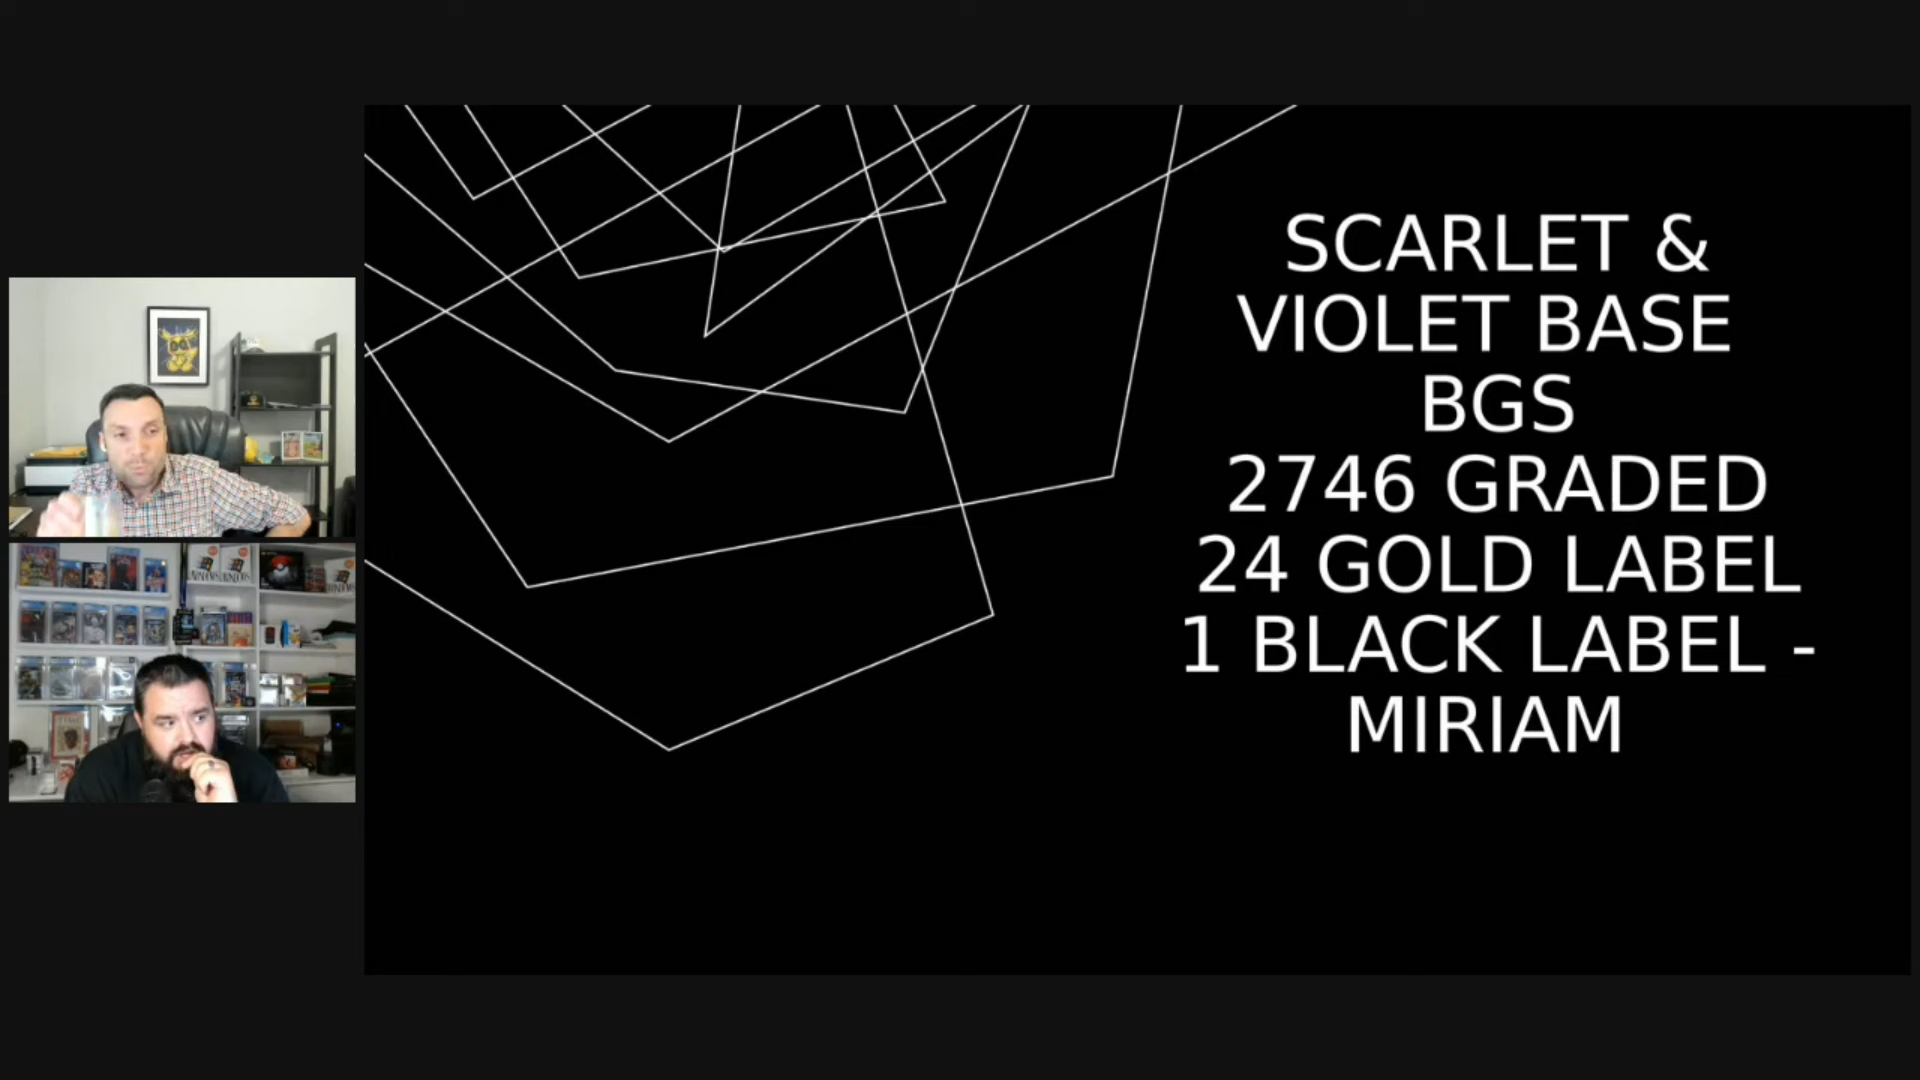 SCARLET &
VIOLET BASE
BGS
2746 GRADED
24 GOLD LABEL
1 BLACK LABEL -
MIRIAM